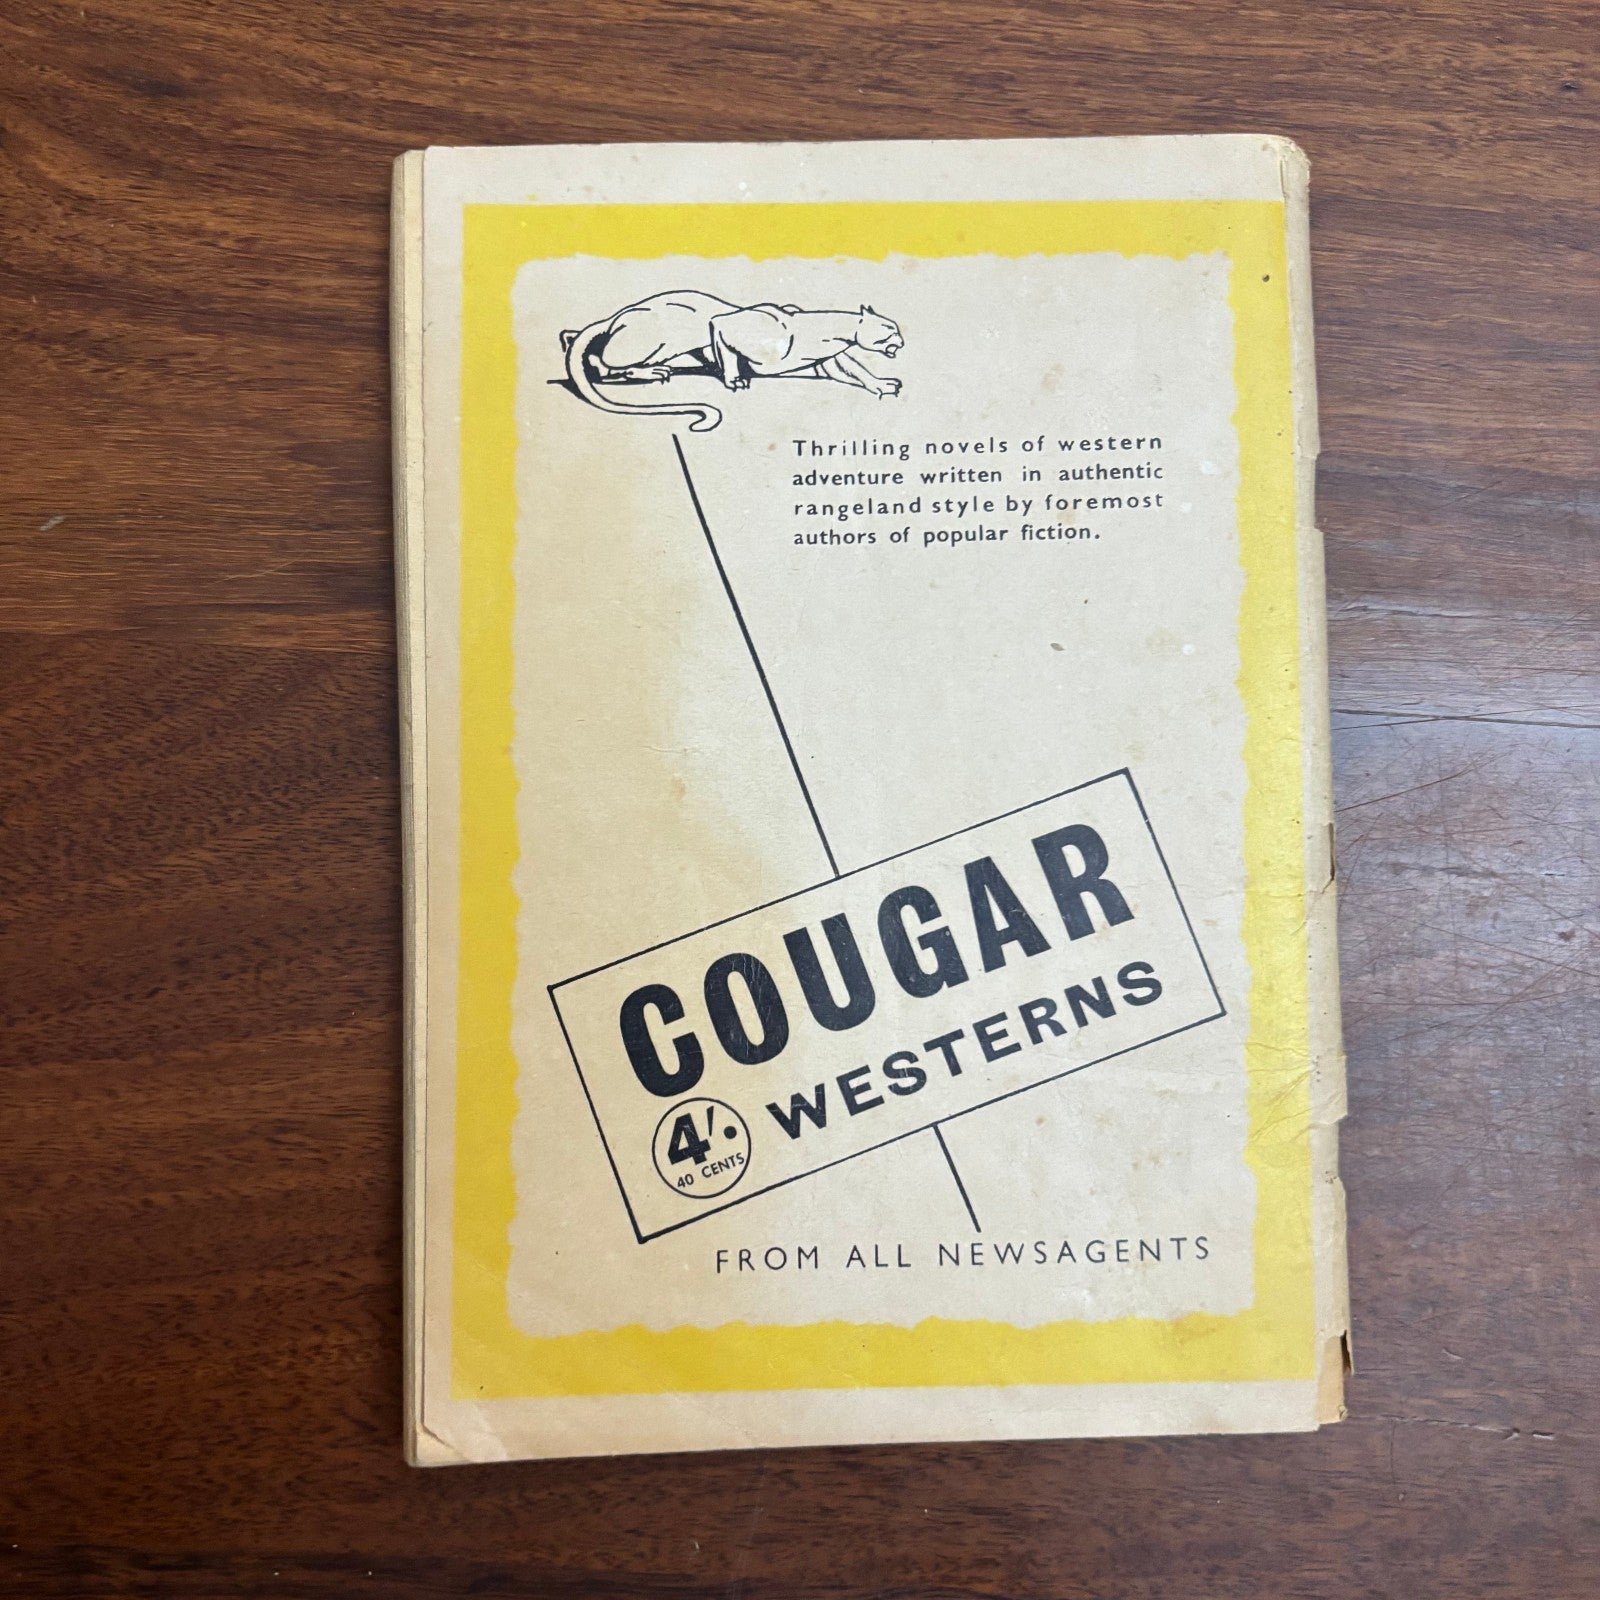 Thrilling novels of western
adventure written in authentic
rangeland style by foremost
authors of popular fiction.
COUGAR
WESTERNS
4/.
40 CENTS
FROM ALL NEWSAGENTS